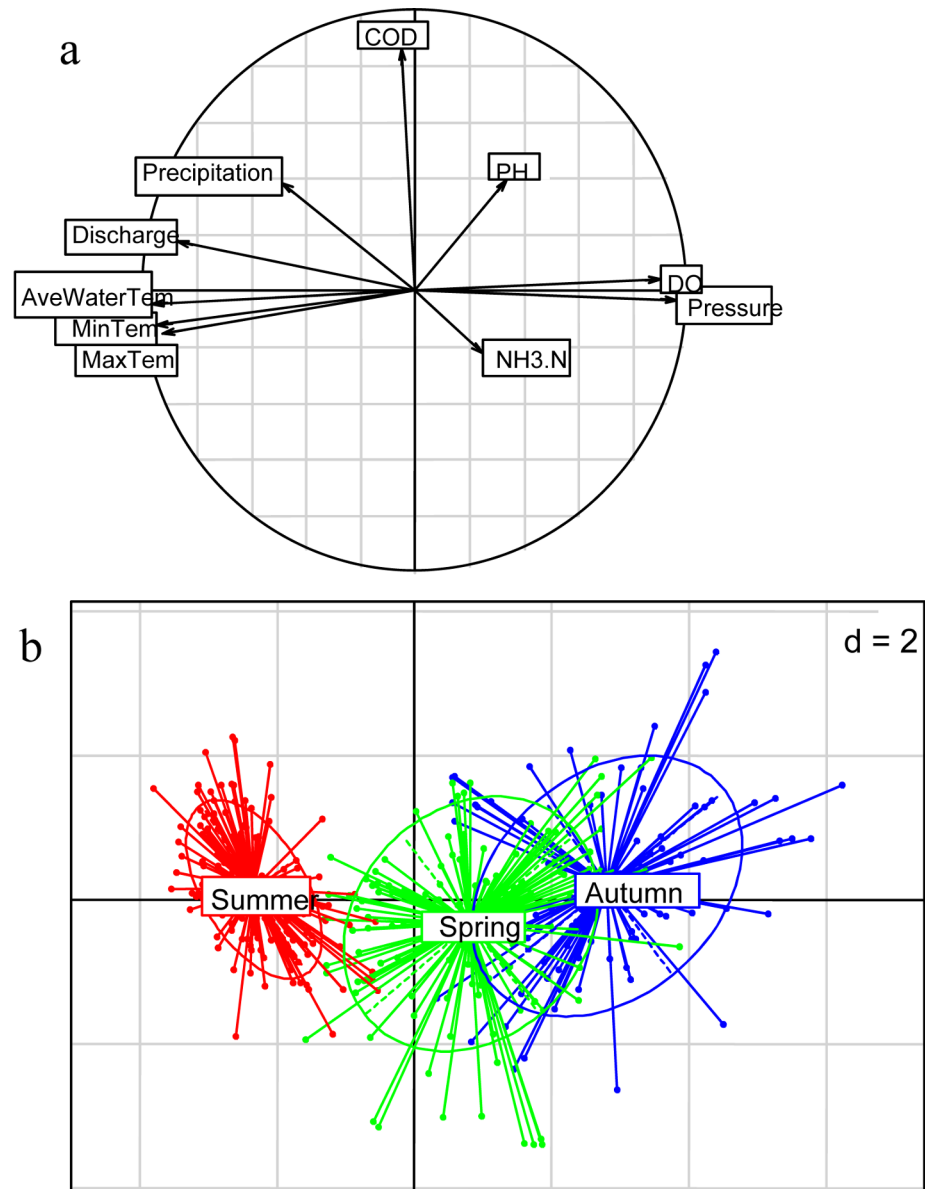 a
COD
PH
Precipitation
Discharge
DO
AveWaterTem
Pressure
MinTem
MaxTem
NH3.N
b
d = 2
Summer
Autumn
Spring